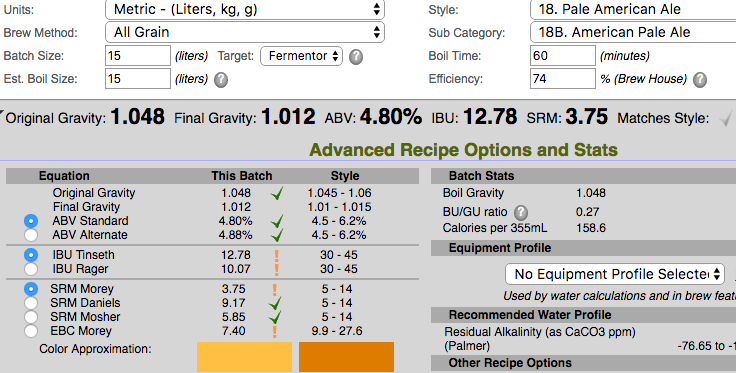 Units: Metric - (Liters, kg, g) Style: 18. Pale American Ale
Brew Method: All Grain Sub Category: 18B. American Pale Ale
Batch Size: 15 (liters) Target: Fermentor ? Boil Time: 60 (minutes)
Est. Boil Size: 15 (liters) ? Efficiency: 74 % (Brew House) ?
Original Gravity: 1.048 Final Gravity: 1.012 ABV: 4.80% IBU: 12.78 SRM: 3.75 Matches Style:
Advanced Recipe Options and Stats
Equation This Batch Style
Original Gravity 1.048 1.045 - 1.06
Final Gravity 1.012 1.01 - 1.015
ABV Standard 4.80% 4.5 - 6.2%
ABV Alternate 4.88% 4.5 - 6.2%
IBU Tinseth 12.78 ! 30 - 45
IBU Rager 10.07 ! 30 - 45
SRM Morey 3.75 ! 5 - 14
SRM Daniels 9.17 5 - 14
SRM Mosher 5.85 5 - 14
EBC Morey 7.40 ! 9.9 - 27.6
Color Approximation:
Batch Stats
Boil Gravity 1.048
BU/GU ratio ? 0.27
Calories per 355mL 158.6
Equipment Profile
No Equipment Profile Selected
Used by water calculations and in brew feat
Recommended Water Profile
Residual Alkalinity (as CaCO3 ppm)
(Palmer) -76.65 to -1
Other Recipe Options